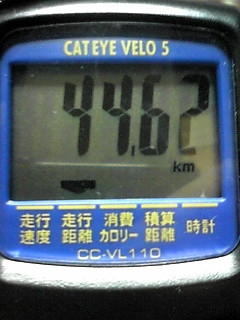 CATEYE VELO 5
44.62
km
走行 走行 消費 積算 時計
速度 距離 カロリー 距離
CC-VL110